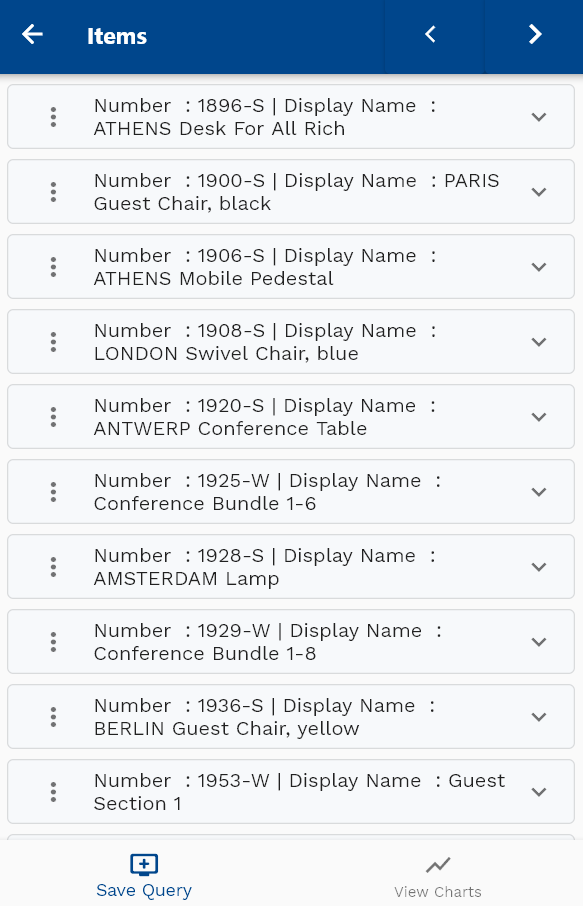 Items
Number : 1896-S | Display Name :
ATHENS Desk For All Rich
Number : 1900-S | Display Name : PARIS
Guest Chair, black
Number : 1906-S | Display Name :
ATHENS Mobile Pedestal
Number : 1908-S | Display Name :
LONDON Swivel Chair, blue
Number : 1920-S | Display Name :
ANTWERP Conference Table
Number : 1925-W | Display Name :
Conference Bundle 1-6
Number : 1928-S | Display Name :
AMSTERDAM Lamp
Number : 1929-W | Display Name :
Conference Bundle 1-8
Number : 1936-S | Display Name :
BERLIN Guest Chair, yellow
Number : 1953-W | Display Name : Guest
Section 1
Save Query
View Charts